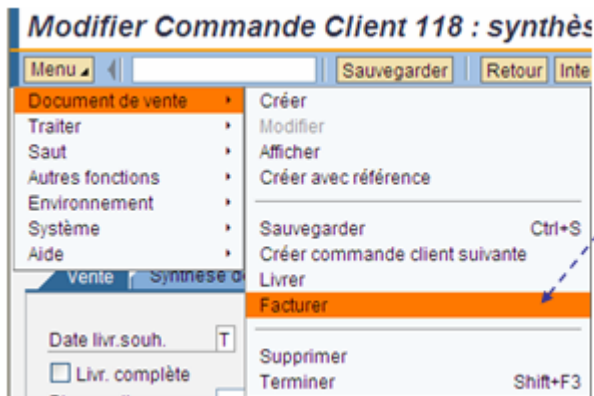 Modifier Commande Client 118 : synthès
Menu Sauvegarder Retour Inte
Document de vente
Traiter
Saut
Autres fonctions
Environnement
Système
Aide
Créer
Modifier
Afficher
Créer avec référence
Sauvegarder Ctrl+S
Créer commande client suivante
Livrer
Facturer
Supprimer
Terminer Shift+F3
Vente Synthèse d
Date livr.souh. T
Livr. complète